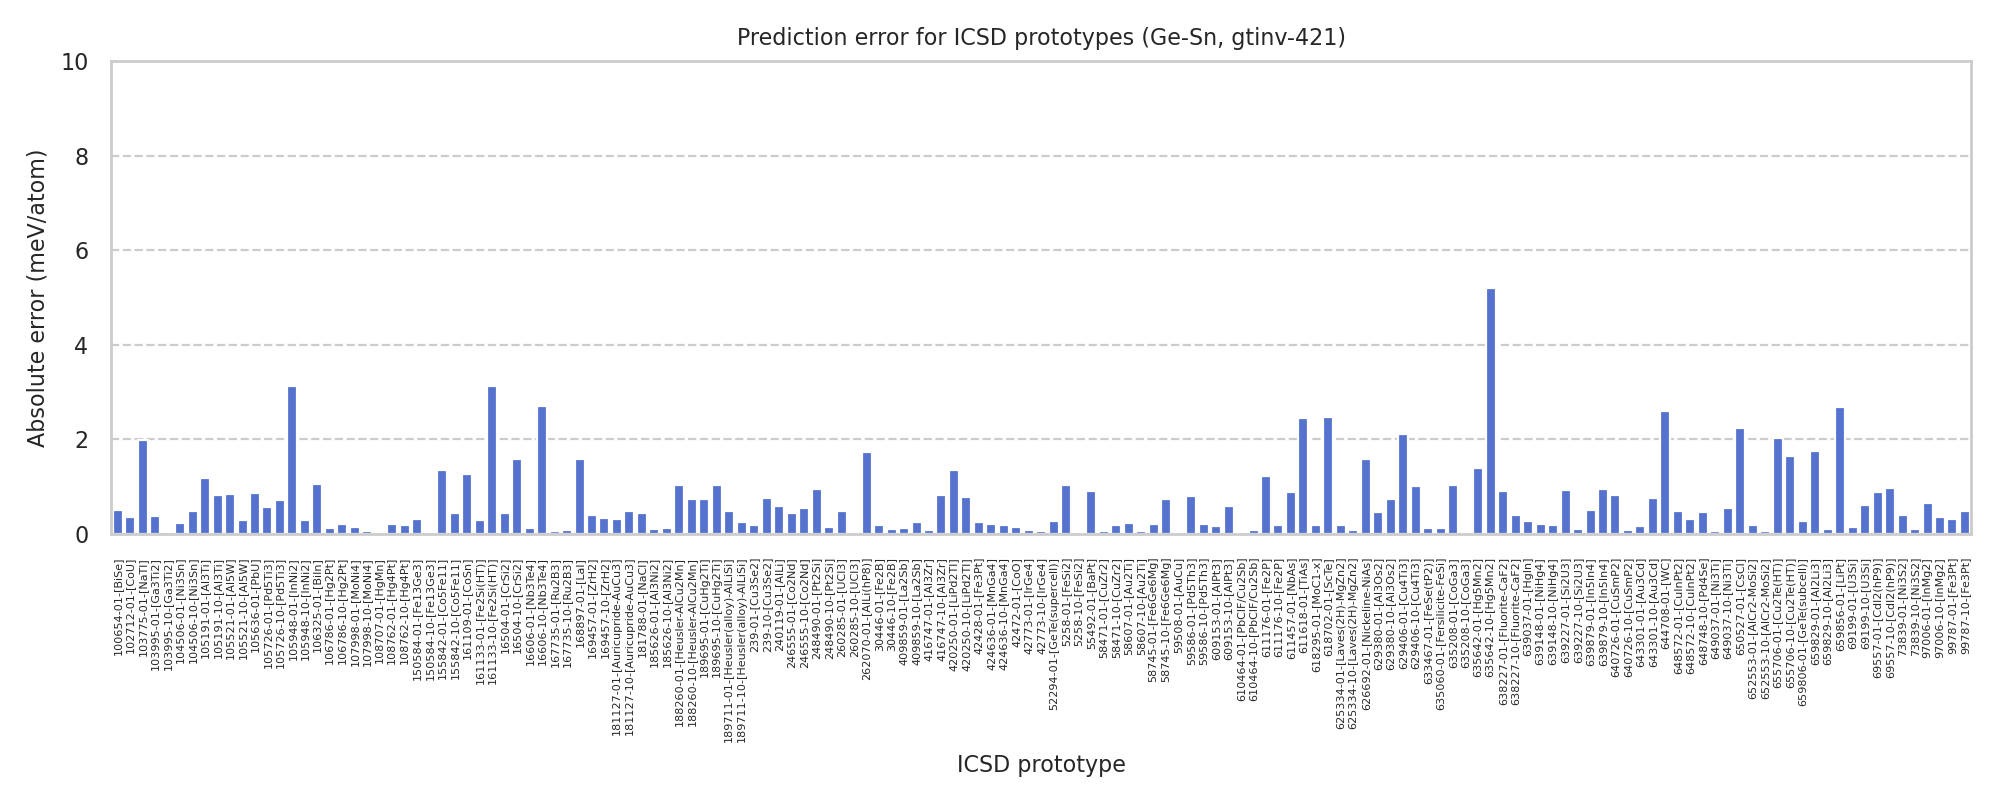 Prediction error for ICSD prototypes (Ge-Sn, gtinv-421)
Absolute error (meV/atom)
10
8
6
4
2
0
100654-01-[BiSe]
102712-01-[CoU]
103775-01-[NaTl]
103995-01-[Ga3Ti2]
103995-10-[Ga3Ti2]
104506-01-[Ni3Sn]
104506-10-[Ni3Sn]
105191-01-[Al3Ti]
105191-10-[Al3Ti]
105521-01-[Al5W]
105521-10-[Al5W]
105636-01-[PbU]
105726-01-[Pd5Ti3]
105726-10-[Pd5Ti3]
105948-01-[InNi2]
105948-10-[InNi2]
106325-01-[BiIn]
106786-01-[Hg2Pt]
106786-10-[Hg2Pt]
107998-01-[MoNi4]
107998-10-[MoNi4]
108707-01-[HgMn]
108762-01-[Hg4Pt]
108762-10-[Hg4Pt]
150584-01-[Fe13Ge3]
150584-10-[Fe13Ge3]
155842-01-[Co5Fe11]
155842-10-[Co5Fe11]
161109-01-[CoSn]
161133-01-[Fe2Si(HT)]
161133-10-[Fe2Si(HT)]
16504-01-[CrSi2]
16504-10-[CrSi2]
166006-01-[Nb3Te4]
166006-10-[Nb3Te4]
167735-01-[Ru2B3]
167735-10-[Ru2B3]
168897-01-[LaI]
169457-01-[ZrH2]
169457-10-[ZrH2]
181127-01-[Auricupride-AuCu3]
181127-10-[Auricupride-AuCu3]
181788-01-[NaCl]
185626-01-[Al3Ni2]
185626-10-[Al3Ni2]
188260-01-[Heusler-AlCu2Mn]
188260-10-[Heusler-AlCu2Mn]
189695-01-[CuHg2Ti]
189695-10-[CuHg2Ti]
189711-01-[Heusler(alloy)-AlLiSi]
189711-10-[Heusler(alloy)-AlLiSi]
239-01-[Cu3Se2]
239-10-[Cu3Se2]
240119-01-[AlLi]
246555-01-[Co2Nd]
246555-10-[Co2Nd]
248490-01-[Pt2Si]
248490-10-[Pt2Si]
260285-01-[UCl3]
260285-10-[UCl3]
262070-01-[AlLi(hP8)]
30446-01-[Fe2B]
30446-10-[Fe2B]
409859-01-[La2Sb]
409859-10-[La2Sb]
416747-01-[Al3Zr]
416747-10-[Al3Zr]
420250-01-[LiPd2Tl]
420250-10-[LiPd2Tl]
42428-01-[Fe3Pt]
424636-01-[MnGa4]
424636-10-[MnGa4]
42472-01-[CoO]
42773-01-[IrGe4]
42773-10-[IrGe4]
52294-01-[GeTe(supercell)]
5258-01-[FeSi2]
5258-10-[FeSi2]
55492-01-[BaPt]
58471-01-[CuZr2]
58471-10-[CuZr2]
58607-01-[Au2Ti]
58607-10-[Au2Ti]
58745-01-[Fe6Ge6Mg]
58745-10-[Fe6Ge6Mg]
59508-01-[AuCu]
59586-01-[Pd5Th3]
59586-10-[Pd5Th3]
609153-01-[AlPt3]
609153-10-[AlPt3]
610464-01-[PbClF/Cu2Sb]
610464-10-[PbClF/Cu2Sb]
611176-01-[Fe2P]
611176-10-[Fe2P]
611457-01-[NbAs]
611618-01-[TiAs]
618295-01-[MoC1-x]
618702-01-[ScTe]
625334-01-[Laves(2H)-MgZn2]
625334-10-[Laves(2H)-MgZn2]
626692-01-[Nickeline-NiAs]
629380-01-[Al3Os2]
629380-10-[Al3Os2]
629406-01-[Cu4Ti3]
629406-10-[Cu4Ti3]
633467-01-[FeSe(tP2)]
635060-01-[Fersilicite-FeSi]
635208-01-[CoGa3]
635208-10-[CoGa3]
635642-01-[Hg5Mn2]
635642-10-[Hg5Mn2]
638227-01-[Fluorite-CaF2]
638227-10-[Fluorite-CaF2]
639037-01-[HgIn]
639148-01-[NiHg4]
639148-10-[NiHg4]
639227-01-[Si2U3]
639227-10-[Si2U3]
639879-01-[In5In4]
639879-10-[In5In4]
640726-01-[CuSmP2]
640726-10-[CuSmP2]
643301-01-[Au3Cd]
643301-10-[Au3Cd]
644708-01-[WC]
648572-01-[CuInPt2]
648572-10-[CuInPt2]
648748-10-[Pd4Se]
649037-01-[Ni3Ti]
649037-10-[Ni3Ti]
650527-01-[CsCl]
652553-01-[AlCr2-MoSi2]
652553-10-[AlCr2-MoSi2]
655706-01-[Cu2Te(HT)]
655706-10-[Cu2Te(HT)]
659806-01-[GeTe(subcell)]
659829-01-[Al2Li3]
659829-10-[Al2Li3]
659856-01-[LiPt]
69199-01-[U3Si]
69199-10-[U3Si]
69557-01-[CdI2(hP9)]
69557-10-[CdI2(hP9)]
73839-01-[Ni3S2]
73839-10-[Ni3S2]
97006-01-[InMg2]
97006-10-[InMg2]
99787-01-[Fe3Pt]
99787-10-[Fe3Pt]
ICSD prototype